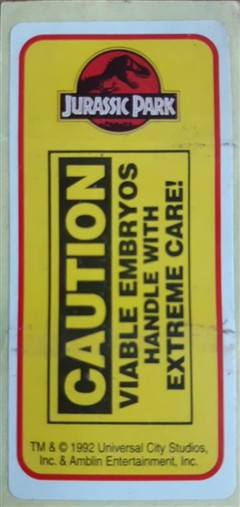 JURASSIC PARK
CAUTION
VIABLE EMBRYOS
HANDLE WITH
EXTREME CARE!
TM & © 1992 Universal City Studios,
Inc. & Amblin Entertainment, Inc.